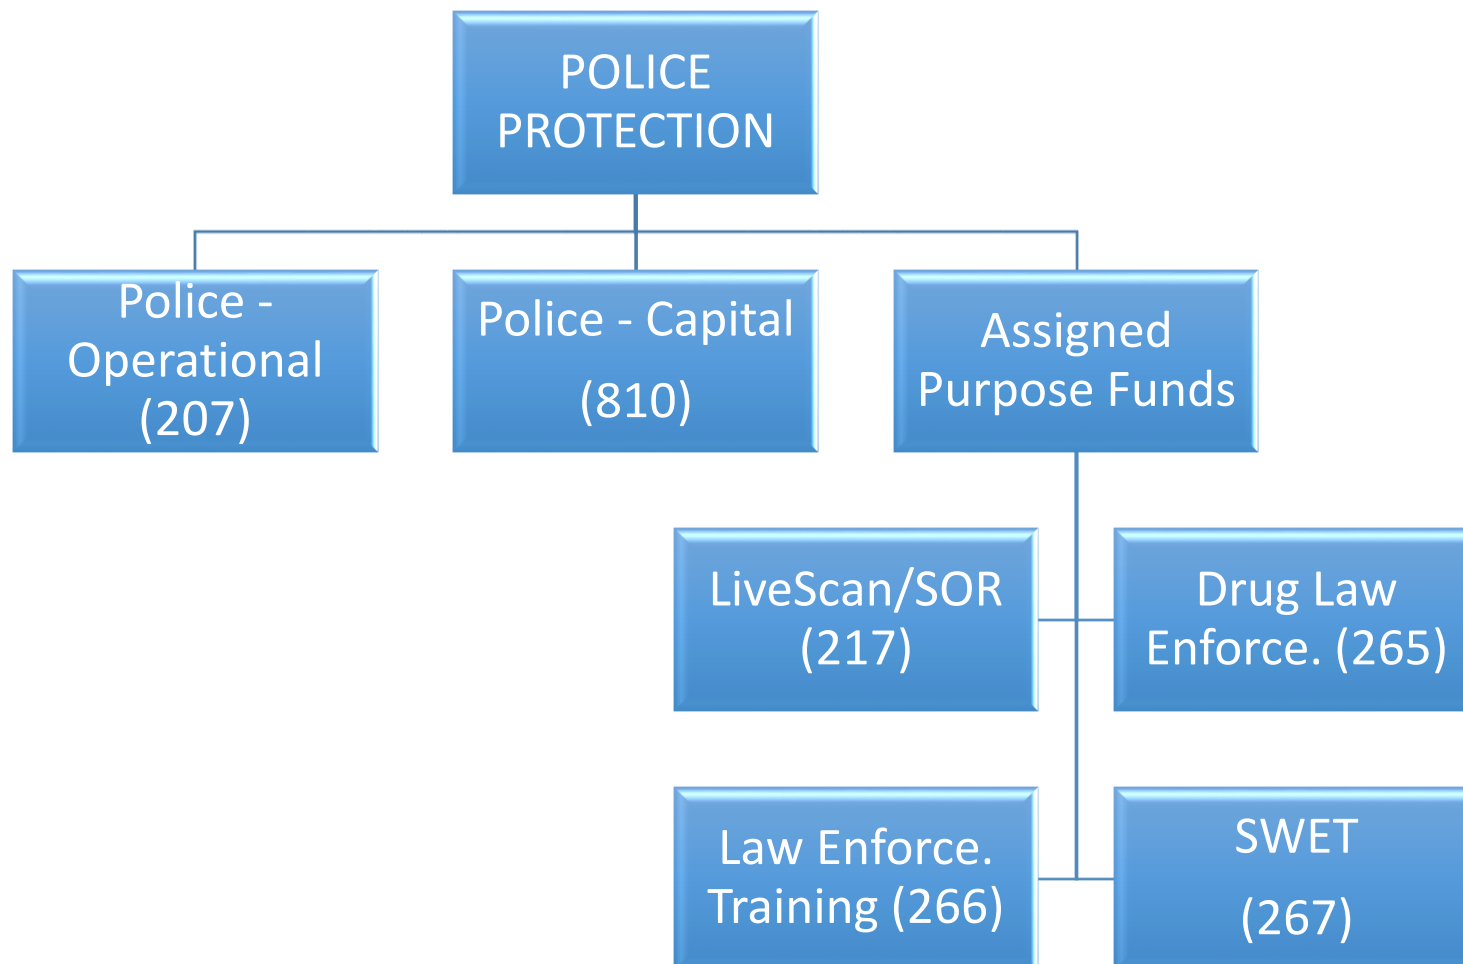 POLICE
PROTECTION
Police -
Operational
(207)
Police - Capital
(810)
Assigned
Purpose Funds
LiveScan/SOR
(217)
Drug Law
Enforce. (265)
Law Enforce.
Training (266)
SWET
(267)